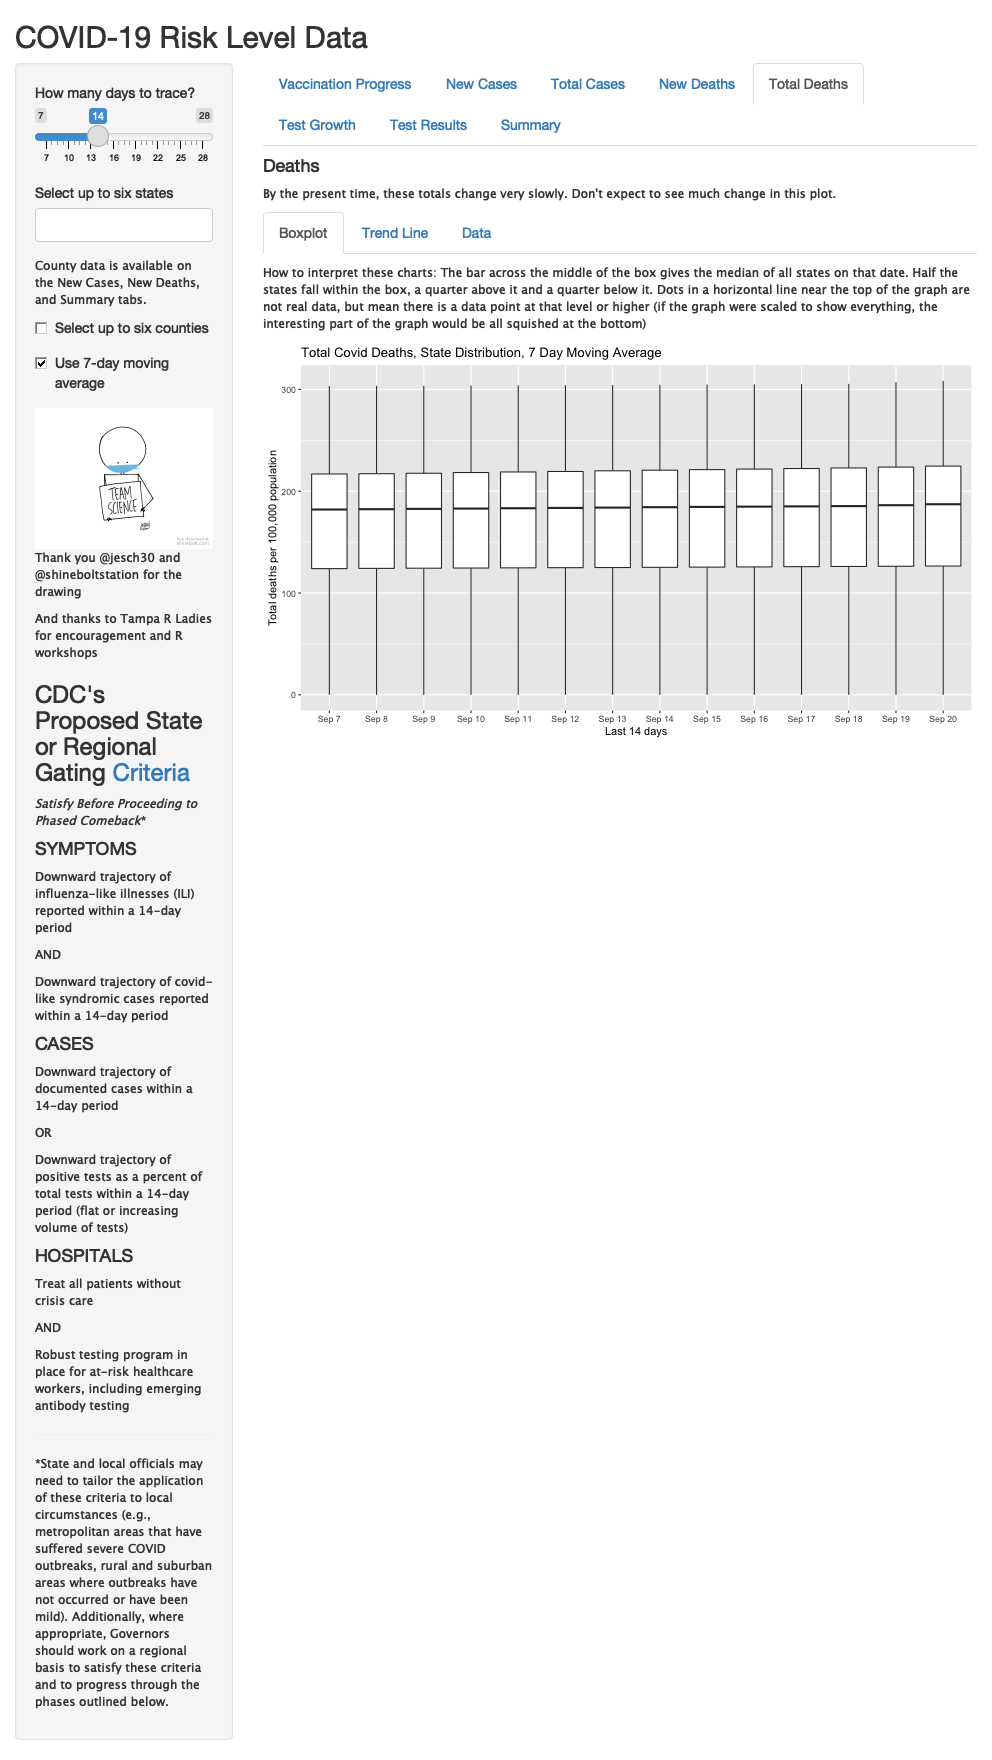 COVID-19 Risk Level Data
How many days to trace?
7 14 28
7 10 13 16 19 22 25 28
Select up to six states
County data is available on
the New Cases, New Deaths,
and Summary tabs.
Select up to six counties
Use 7-day moving
average
TEAM
SCIENCE
free download at
shinebolt.com
Thank you @jesch30 and
@shineboltstation for the
drawing
And thanks to Tampa R Ladies
for encouragement and R
workshops
CDC's
Proposed State
or Regional
Gating Criteria
Satisfy Before Proceeding to
Phased Comeback*
SYMPTOMS
Downward trajectory of
influenza-like illnesses (ILI)
reported within a 14-day
period
AND
Downward trajectory of covid-
like syndromic cases reported
within a 14-day period
CASES
Downward trajectory of
documented cases within a
14-day period
OR
Downward trajectory of
positive tests as a percent of
total tests within a 14-day
period (flat or increasing
volume of tests)
HOSPITALS
Treat all patients without
crisis care
AND
Robust testing program in
place for at-risk healthcare
workers, including emerging
antibody testing
*State and local officials may
need to tailor the application
of these criteria to local
circumstances (e.g.,
metropolitan areas that have
suffered severe COVID
outbreaks, rural and suburban
areas where outbreaks have
not occurred or have been
mild). Additionally, where
appropriate, Governors
should work on a regional
basis to satisfy these criteria
and to progress through the
phases outlined below.
Vaccination Progress New Cases Total Cases New Deaths Total Deaths
Test Growth Test Results Summary
Deaths
By the present time, these totals change very slowly. Don't expect to see much change in this plot.
Boxplot Trend Line Data
How to interpret these charts: The bar across the middle of the box gives the median of all states on that date. Half the
states fall within the box, a quarter above it and a quarter below it. Dots in a horizontal line near the top of the graph are
not real data, but mean there is a data point at that level or higher (if the graph were scaled to show everything, the
interesting part of the graph would be all squished at the bottom)
Total Covid Deaths, State Distribution, 7 Day Moving Average
Total deaths per 100,000 population
300
200
100
0
Sep 7 Sep 8 Sep 9 Sep 10 Sep 11 Sep 12 Sep 13 Sep 14 Sep 15 Sep 16 Sep 17 Sep 18 Sep 19 Sep 20
Last 14 days